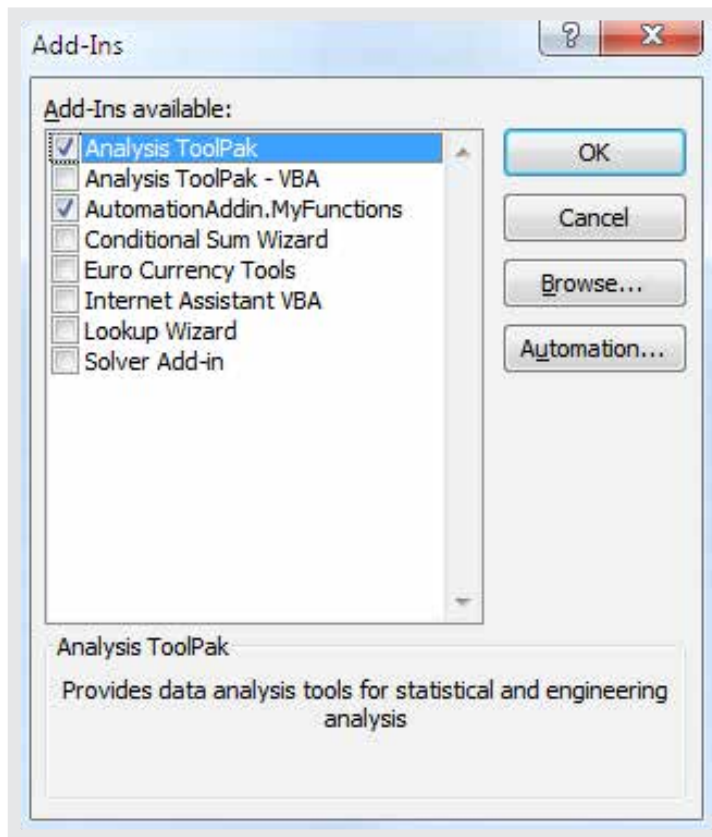 Add-Ins
?
Add-Ins available:
Analysis ToolPak
Analysis ToolPak - VBA
AutomationAddin.MyFunctions
Conditional Sum Wizard
Euro Currency Tools
Internet Assistant VBA
Lookup Wizard
Solver Add-in
OK
Cancel
Browse...
Automation...
Analysis ToolPak
Provides data analysis tools for statistical and engineering
analysis